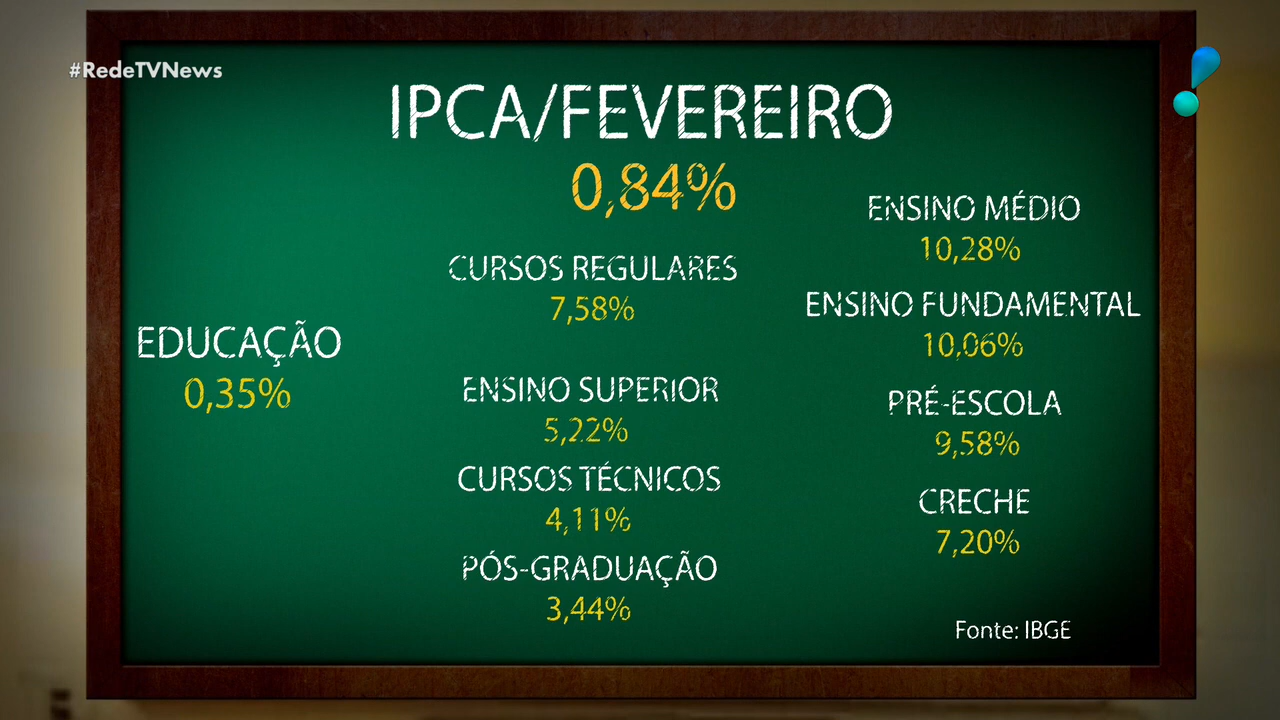 #RedeTVNews
IPCA/FEVEREIRO
0,84%
EDUCAÇÃO
0,35%
CURSOS REGULARES
7,58%
ENSINO SUPERIOR
5,22%
CURSOS TÉCNICOS
4,11%
PÓS-GRADUAÇÃO
3,44%
ENSINO MÉDIO
10,28%
ENSINO FUNDAMENTAL
10,06%
PRÉ-ESCOLA
9,58%
CRECHE
7,20%
Fonte: IBGE